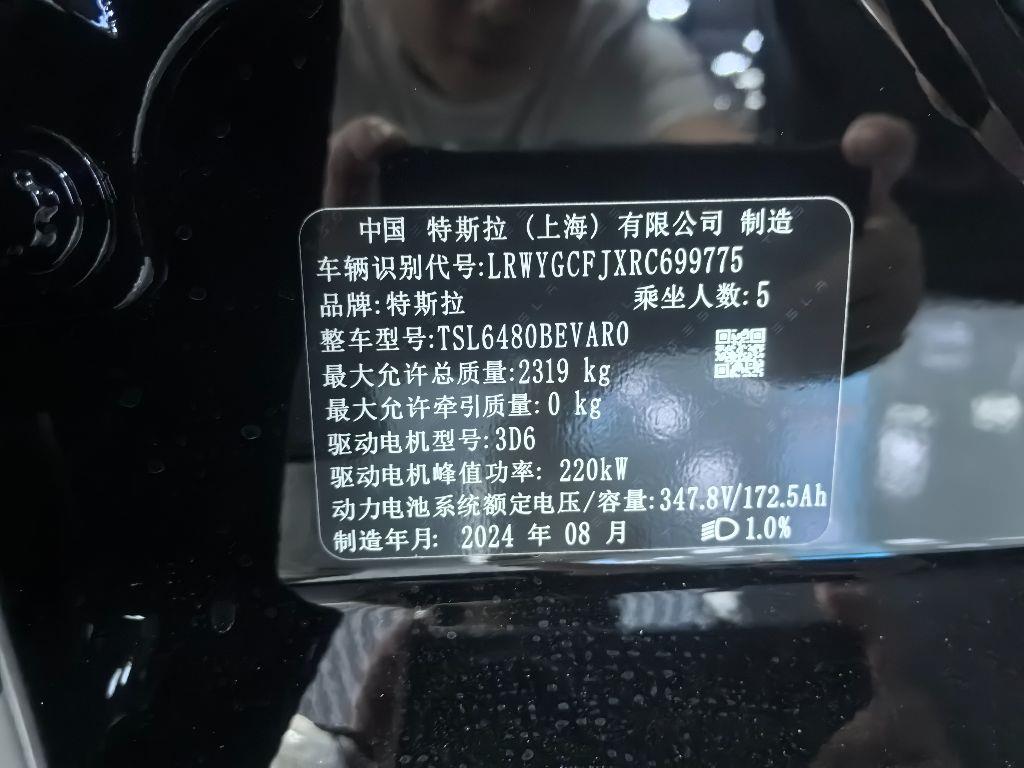 中国 特斯拉（上海）有限公司 制造
车辆识别代号:LRWYGCFJXRC699775
品牌:特斯拉 乘坐人数:5
整车型号:TSL6480BEVAR0
最大允许总质量:2319 kg
最大允许牵引质量:0 kg
驱动电机型号:3D6
驱动电机峰值功率: 220kW
动力电池系统额定电压/容量:347.8V/172.5Ah
制造年月: 2024 年 08 月 1.0%